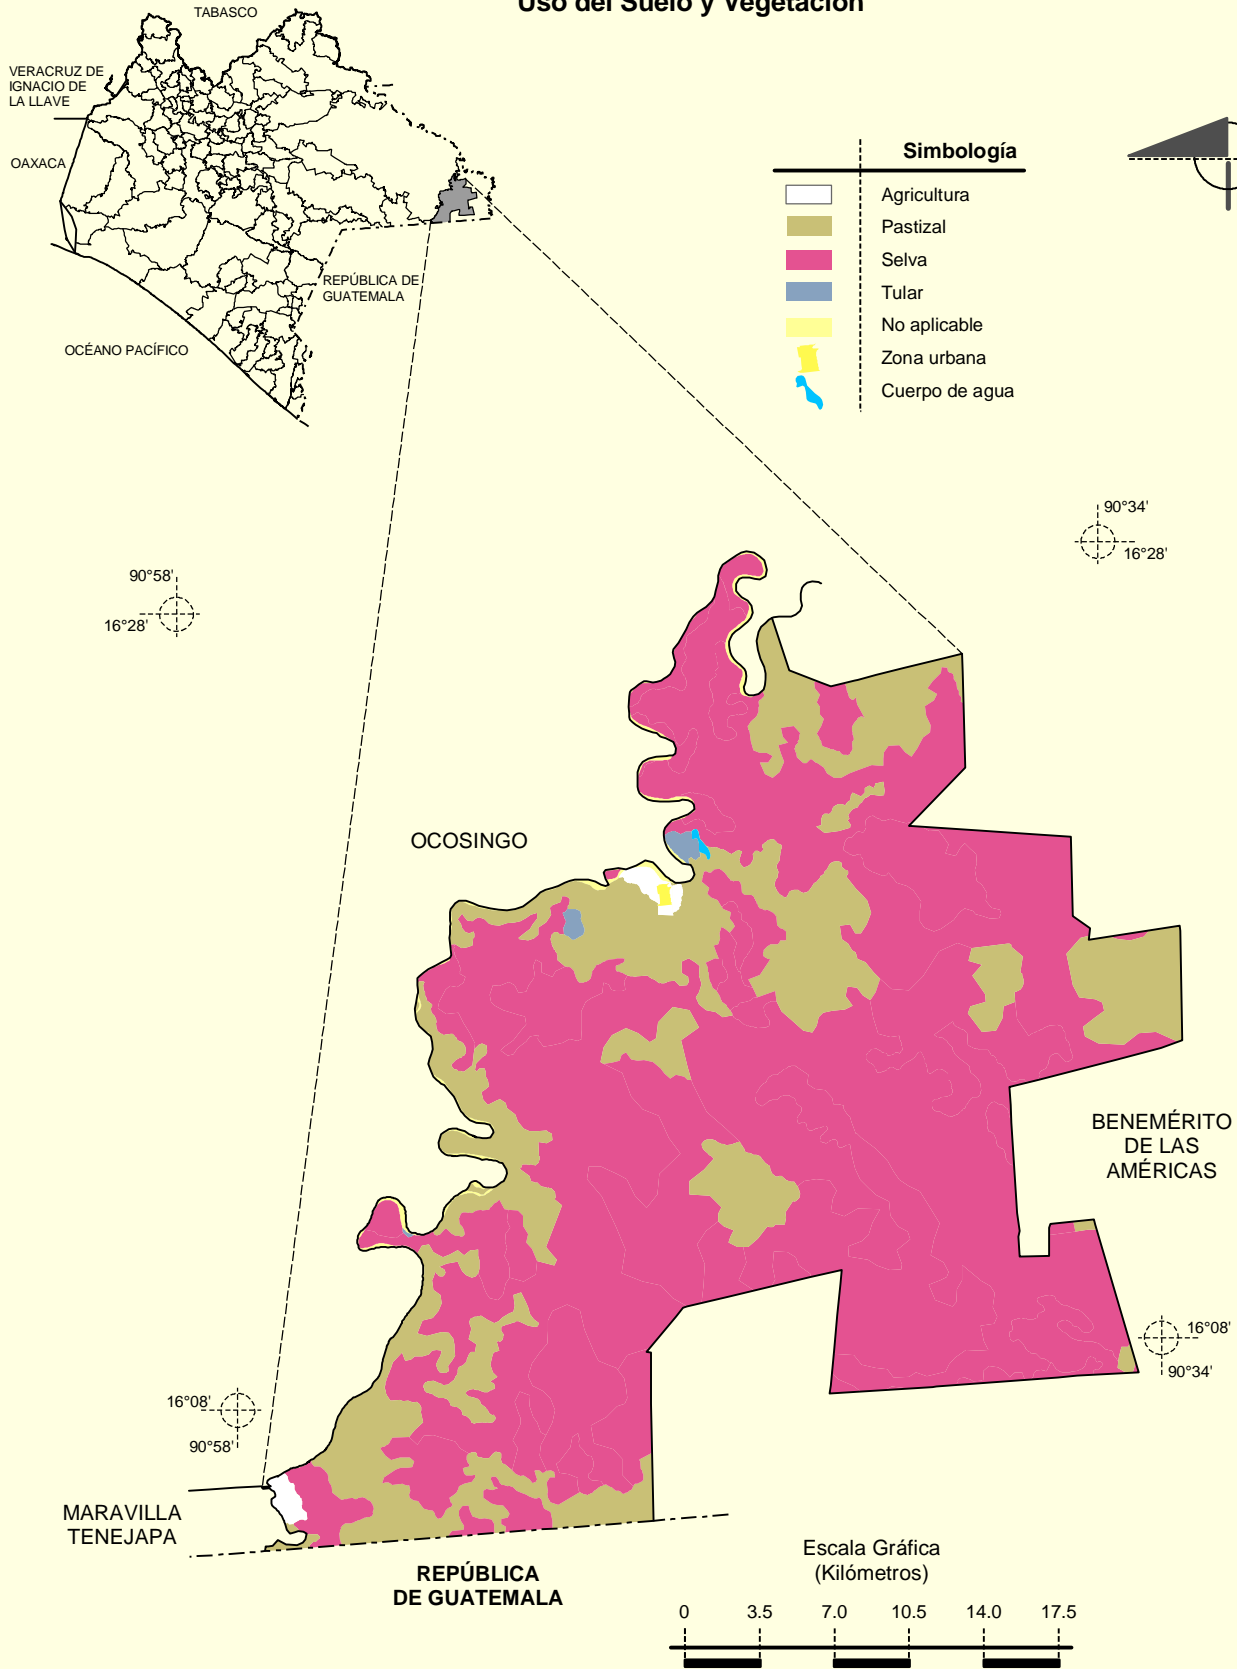 Uso del Suelo y Vegetación
TABASCO
VERACRUZ DE
IGNACIO DE
LA LLAVE
OAXACA
REPÚBLICA DE
GUATEMALA
OCÉANO PACÍFICO
Simbología
Agricultura
Pastizal
Selva
Tular
No aplicable
Zona urbana
Cuerpo de agua
90°34'
16°28'
90°58'
16°28'
OCOSINGO
BENEMÉRITO
DE LAS
AMÉRICAS
16°08'
90°34'
16°08'
90°58'
MARAVILLA
TENEJAPA
REPÚBLICA
DE GUATEMALA
Escala Gráfica
(Kilómetros)
0 3.5 7.0 10.5 14.0 17.5